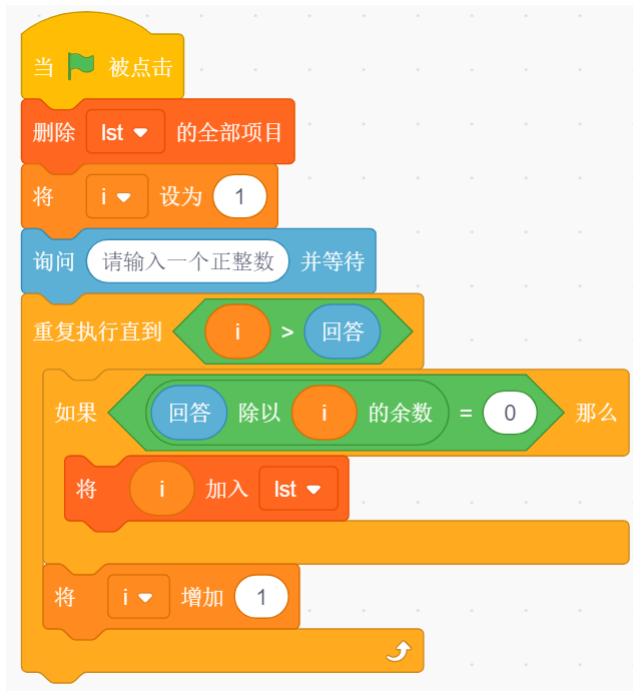 当 被点击
删除 lst 的全部项目
将 i 设为 1
询问 请输入一个正整数 并等待
重复执行直到 i > 回答
如果 回答 除以 i 的余数 = 0 那么
将 i 加入 lst
将 i 增加 1